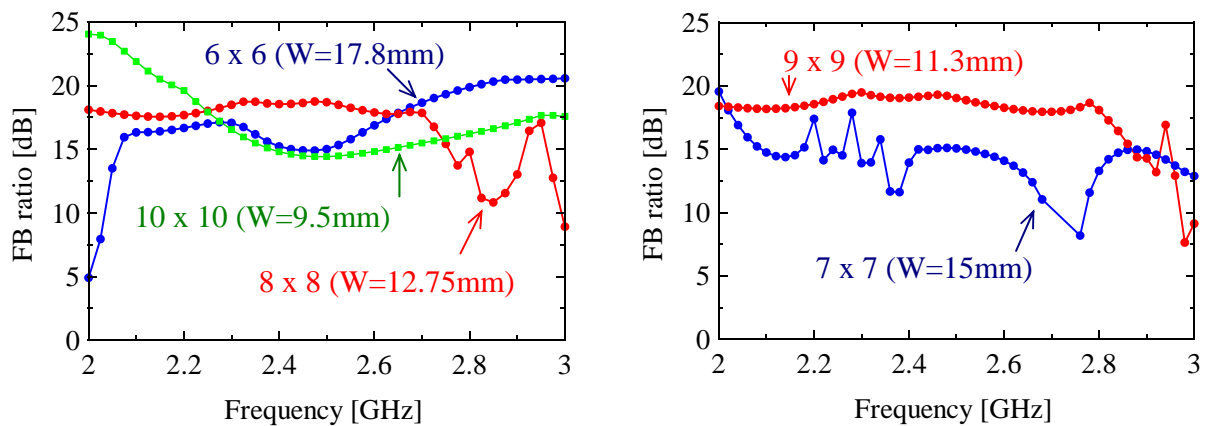 25
20
15
10
5
0
FB ratio [dB]
6 x 6 (W=17.8mm)
10 x 10 (W=9.5mm)
8 x 8 (W=12.75mm)
2 2.2 2.4 2.6 2.8 3
Frequency [GHz]
25
20
15
10
5
0
FB ratio [dB]
9 x 9 (W=11.3mm)
7 x 7 (W=15mm)
2 2.2 2.4 2.6 2.8 3
Frequency [GHz]